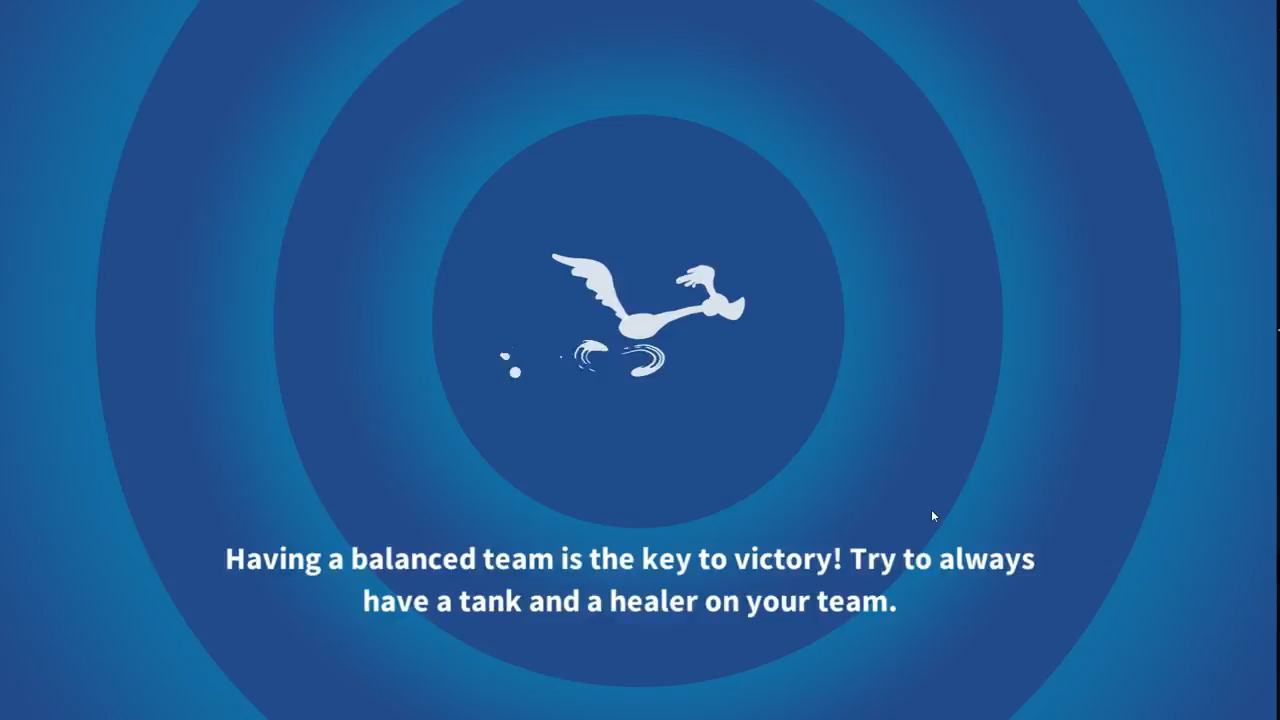 Having a balanced team is the key to victory! Try to always
have a tank and a healer on your team.